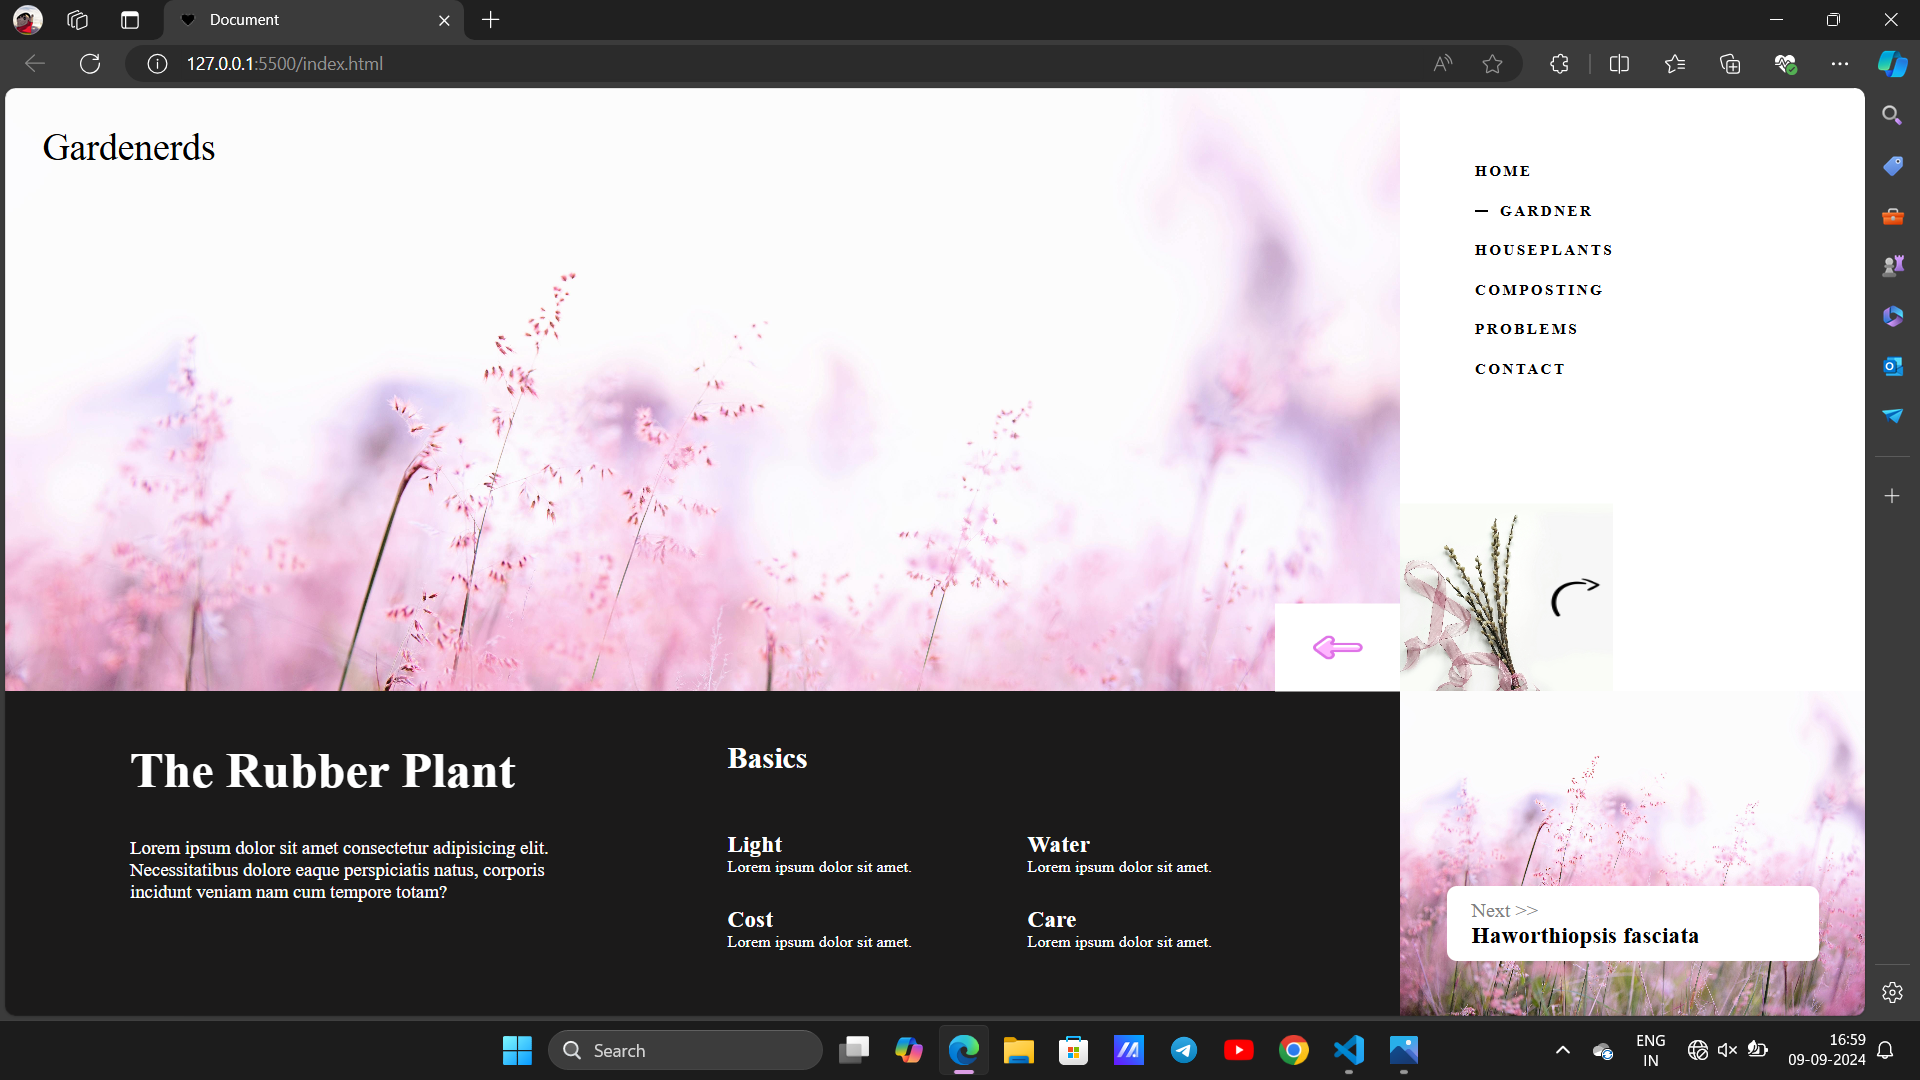 Document
127.0.0.1:5500/index.html
Gardenerds
HOME
— GARDNER
HOUSEPLANTS
COMPOSTING
PROBLEMS
CONTACT
The Rubber Plant
Lorem ipsum dolor sit amet consectetur adipisicing elit.
Necessitatibus dolore eaque perspiciatis natus, corporis
incidunt veniam nam cum tempore totam?
Basics
Light
Lorem ipsum dolor sit amet.
Water
Lorem ipsum dolor sit amet.
Cost
Lorem ipsum dolor sit amet.
Care
Lorem ipsum dolor sit amet.
Next >>
Haworthiopsis fasciata
Search
ENG
IN
16:59
09-09-2024